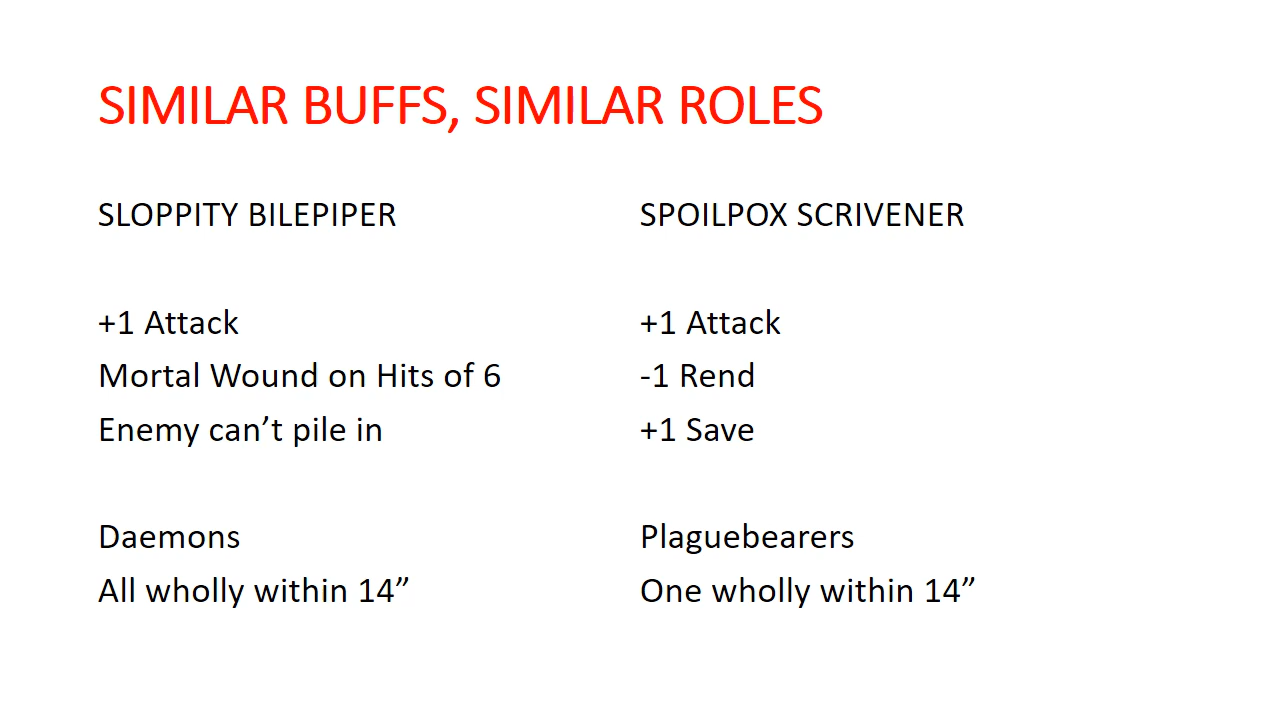 SIMILAR BUFFS, SIMILAR ROLES
SLOPPITY BILEPIPER
+1 Attack
Mortal Wound on Hits of 6
Enemy can’t pile in
Daemons
All wholly within 14”
SPOILPOX SCRIVENER
+1 Attack
-1 Rend
+1 Save
Plaguebearers
One wholly within 14”